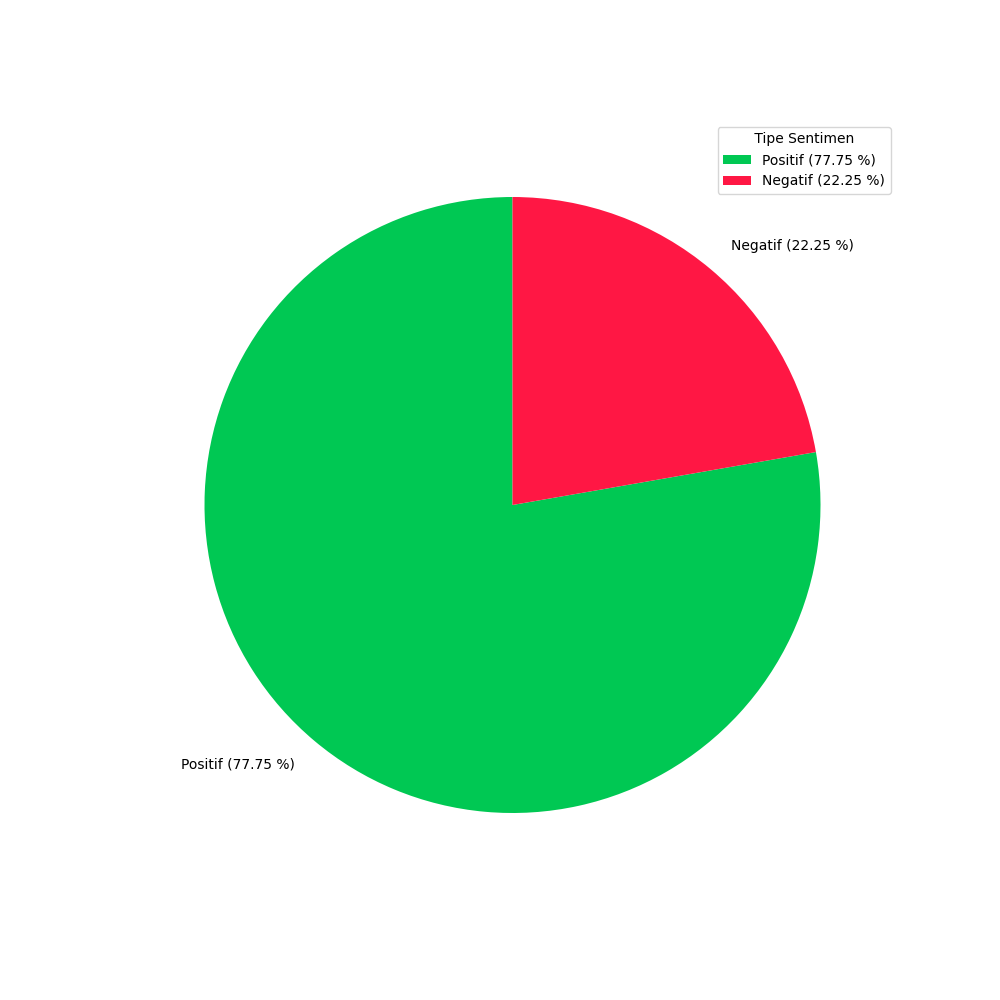 Tipe Sentimen
Positif (77.75 %)
Negatif (22.25 %)
Negatif (22.25 %)
Positif (77.75 %)